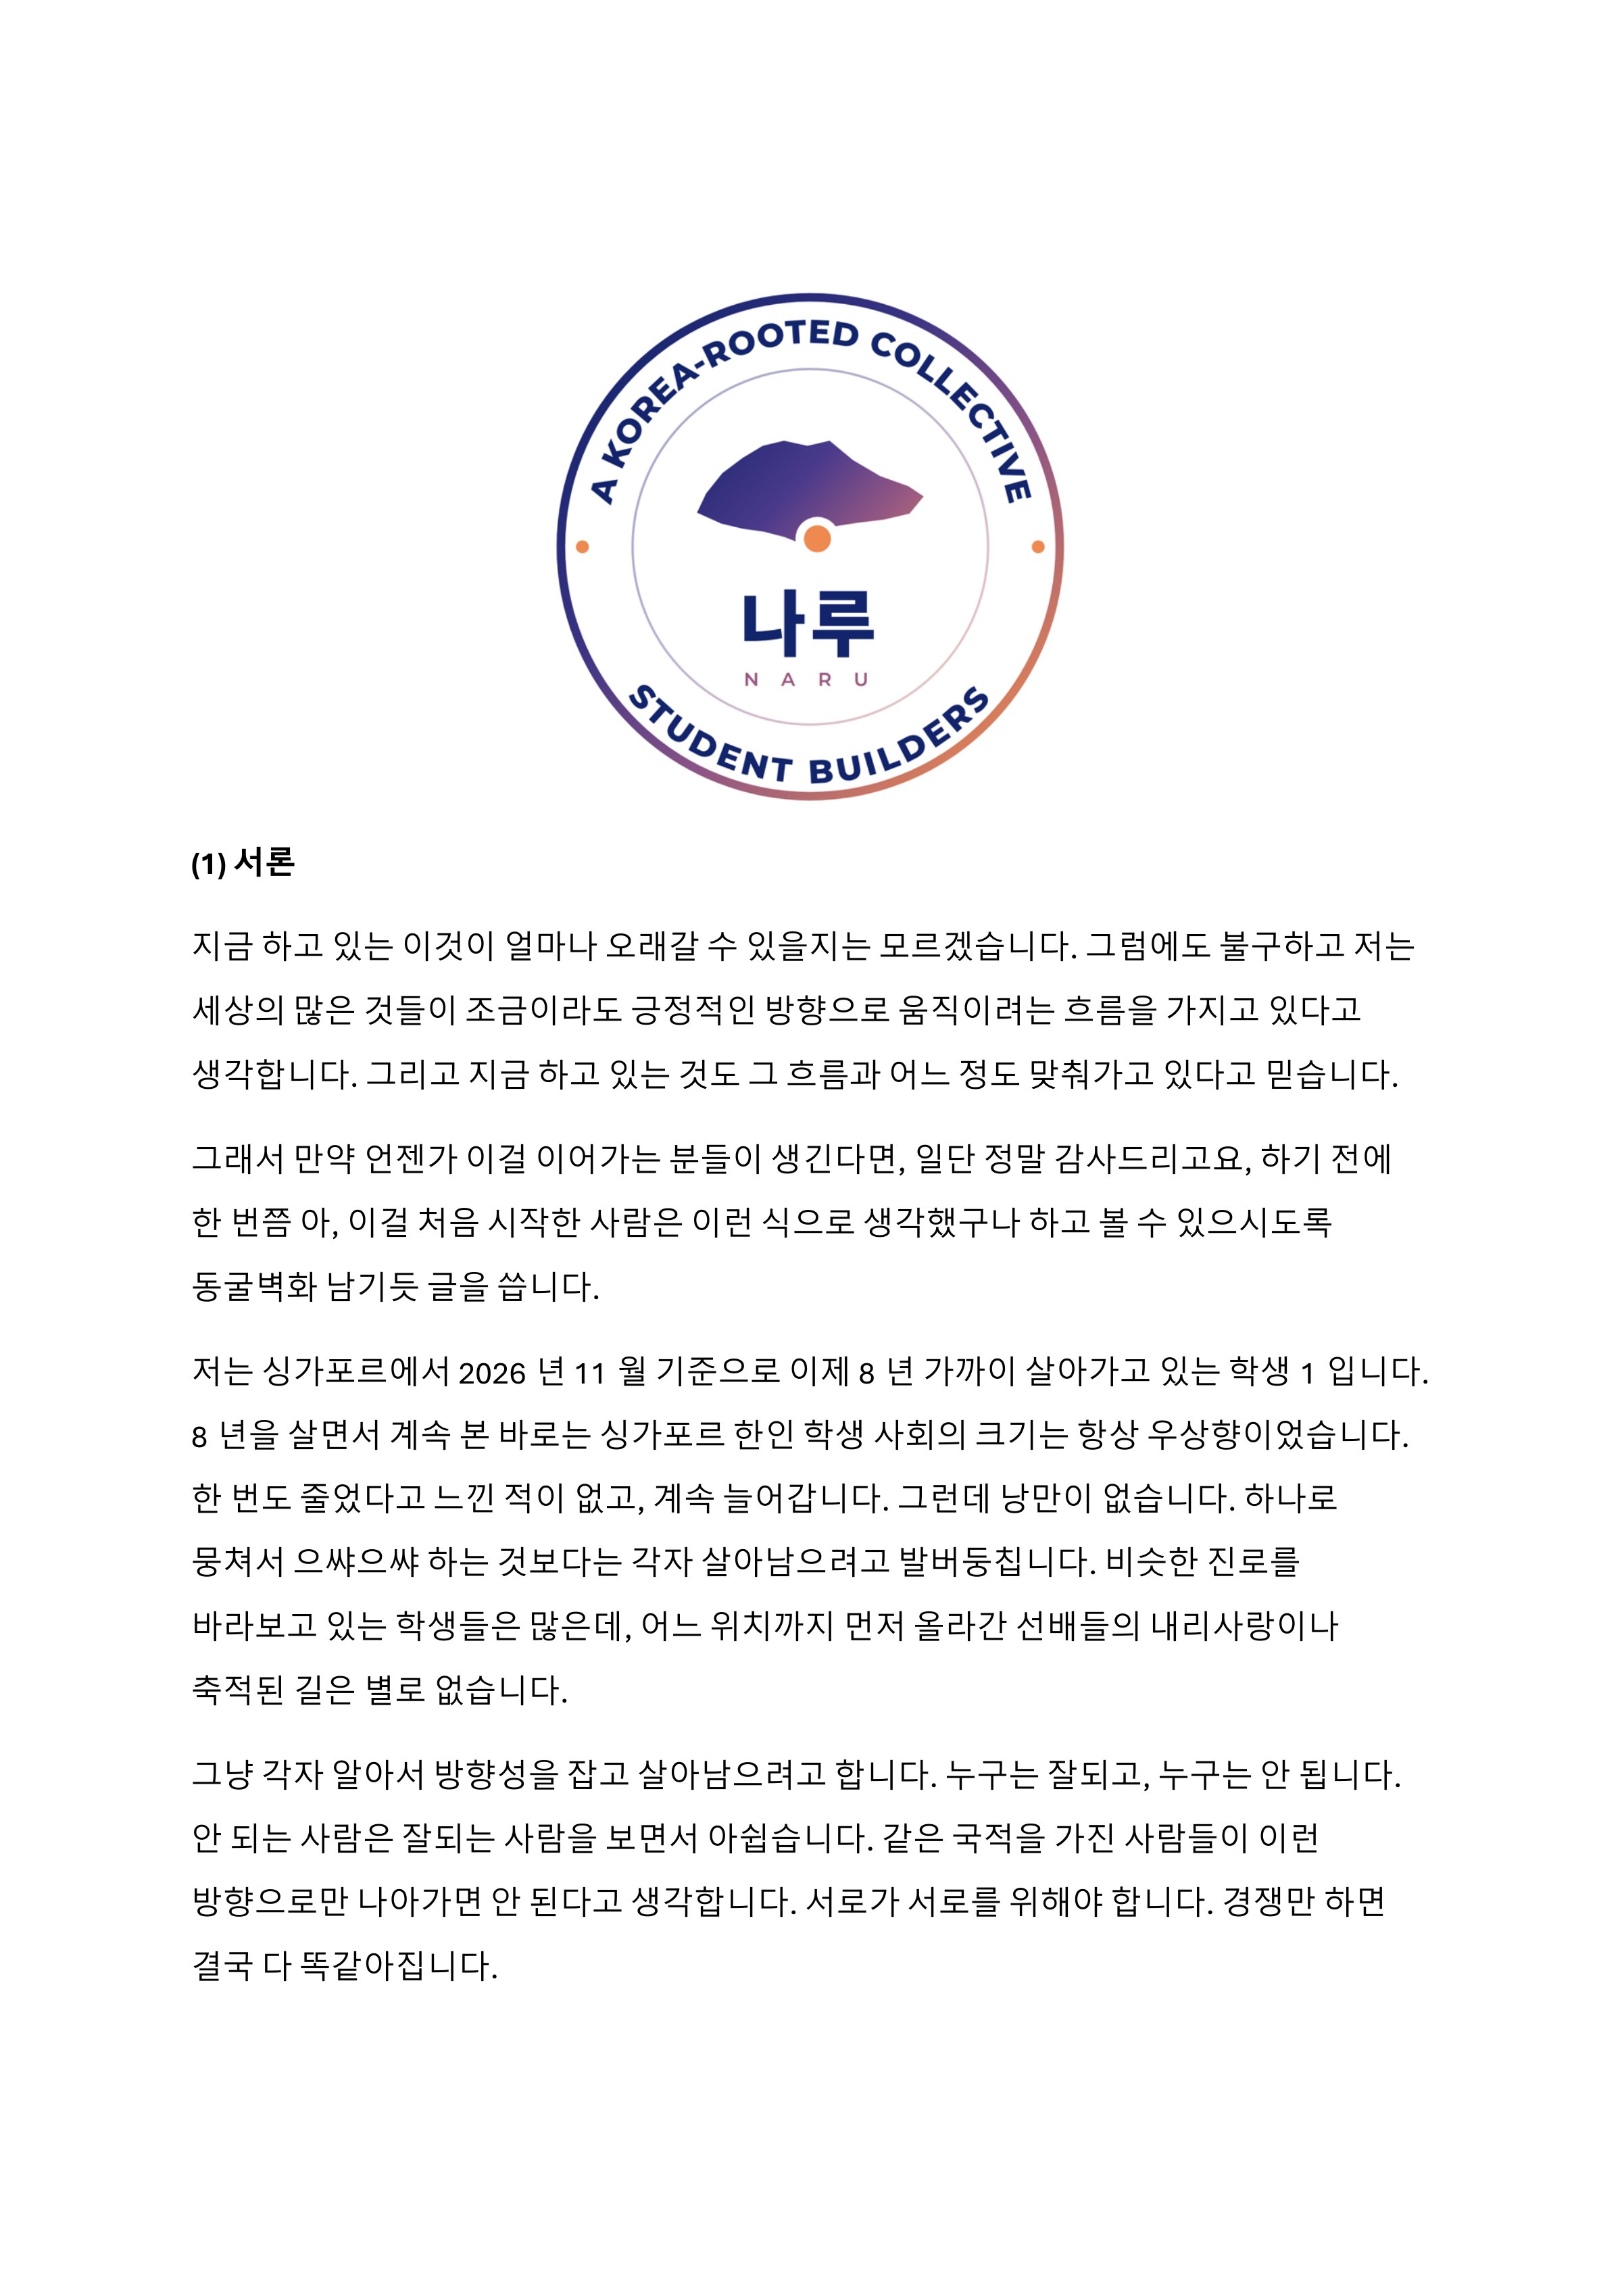 A KOREA-ROOTED COLLECTIVE
나루
NARU
STUDENT BUILDERS
(1) 서론
지금 하고 있는 이것이 얼마나 오래갈 수 있을지는 모르겠습니다. 그럼에도 불구하고 저는
세상의 많은 것들이 조금이라도 긍정적인 방향으로 움직이려는 흐름을 가지고 있다고
생각합니다. 그리고 지금 하고 있는 것도 그 흐름과 어느 정도 맞춰가고 있다고 믿습니다.
그래서 만약 언젠가 이걸 이어가는 분들이 생긴다면, 일단 정말 감사드리고요, 하기 전에
한 번쯤 아, 이걸 처음 시작한 사람은 이런 식으로 생각했구나 하고 볼 수 있으시도록
동굴벽화 남기듯 글을 씁니다.
저는 싱가포르에서 2026 년 11 월 기준으로 이제 8 년 가까이 살아가고 있는 학생 1 입니다.
8 년을 살면서 계속 본 바로는 싱가포르 한인 학생 사회의 크기는 항상 우상향이었습니다.
한 번도 줄었다고 느낀 적이 없고, 계속 늘어갑니다. 그런데 낭만이 없습니다. 하나로
뭉쳐서 으쌰으쌰 하는 것보다는 각자 살아남으려고 발버둥칩니다. 비슷한 진로를
바라보고 있는 학생들은 많은데, 어느 위치까지 먼저 올라간 선배들의 내리사랑이나
축적된 길은 별로 없습니다.
그냥 각자 알아서 방향성을 잡고 살아남으려고 합니다. 누구는 잘되고, 누구는 안 됩니다.
안 되는 사람은 잘되는 사람을 보면서 아쉽습니다. 같은 국적을 가진 사람들이 이런
방향으로만 나아가면 안 된다고 생각합니다. 서로가 서로를 위해야 합니다. 경쟁만 하면
결국 다 똑같아집니다.